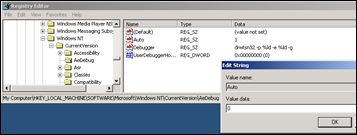 Registry Editor
File Edit View Favorites Help
Windows Media Player NS
Windows Messaging Subs
Windows NT
CurrentVersion
Accessibility
AeDebug
Asr
Classes
Compatibility
Name Type Data
(Default) REG_SZ (value not set)
Auto REG_SZ 1
Debugger REG_SZ drwtsn32 -p %ld -e %ld -g
UserDebuggerHo... REG_DWORD 0x00000000 (0)
My Computer\HKEY_LOCAL_MACHINE\SOFTWARE\Microsoft\Windows NT\CurrentVersion\AeDebug
Edit String
Value name:
Auto
Value data:
0
OK